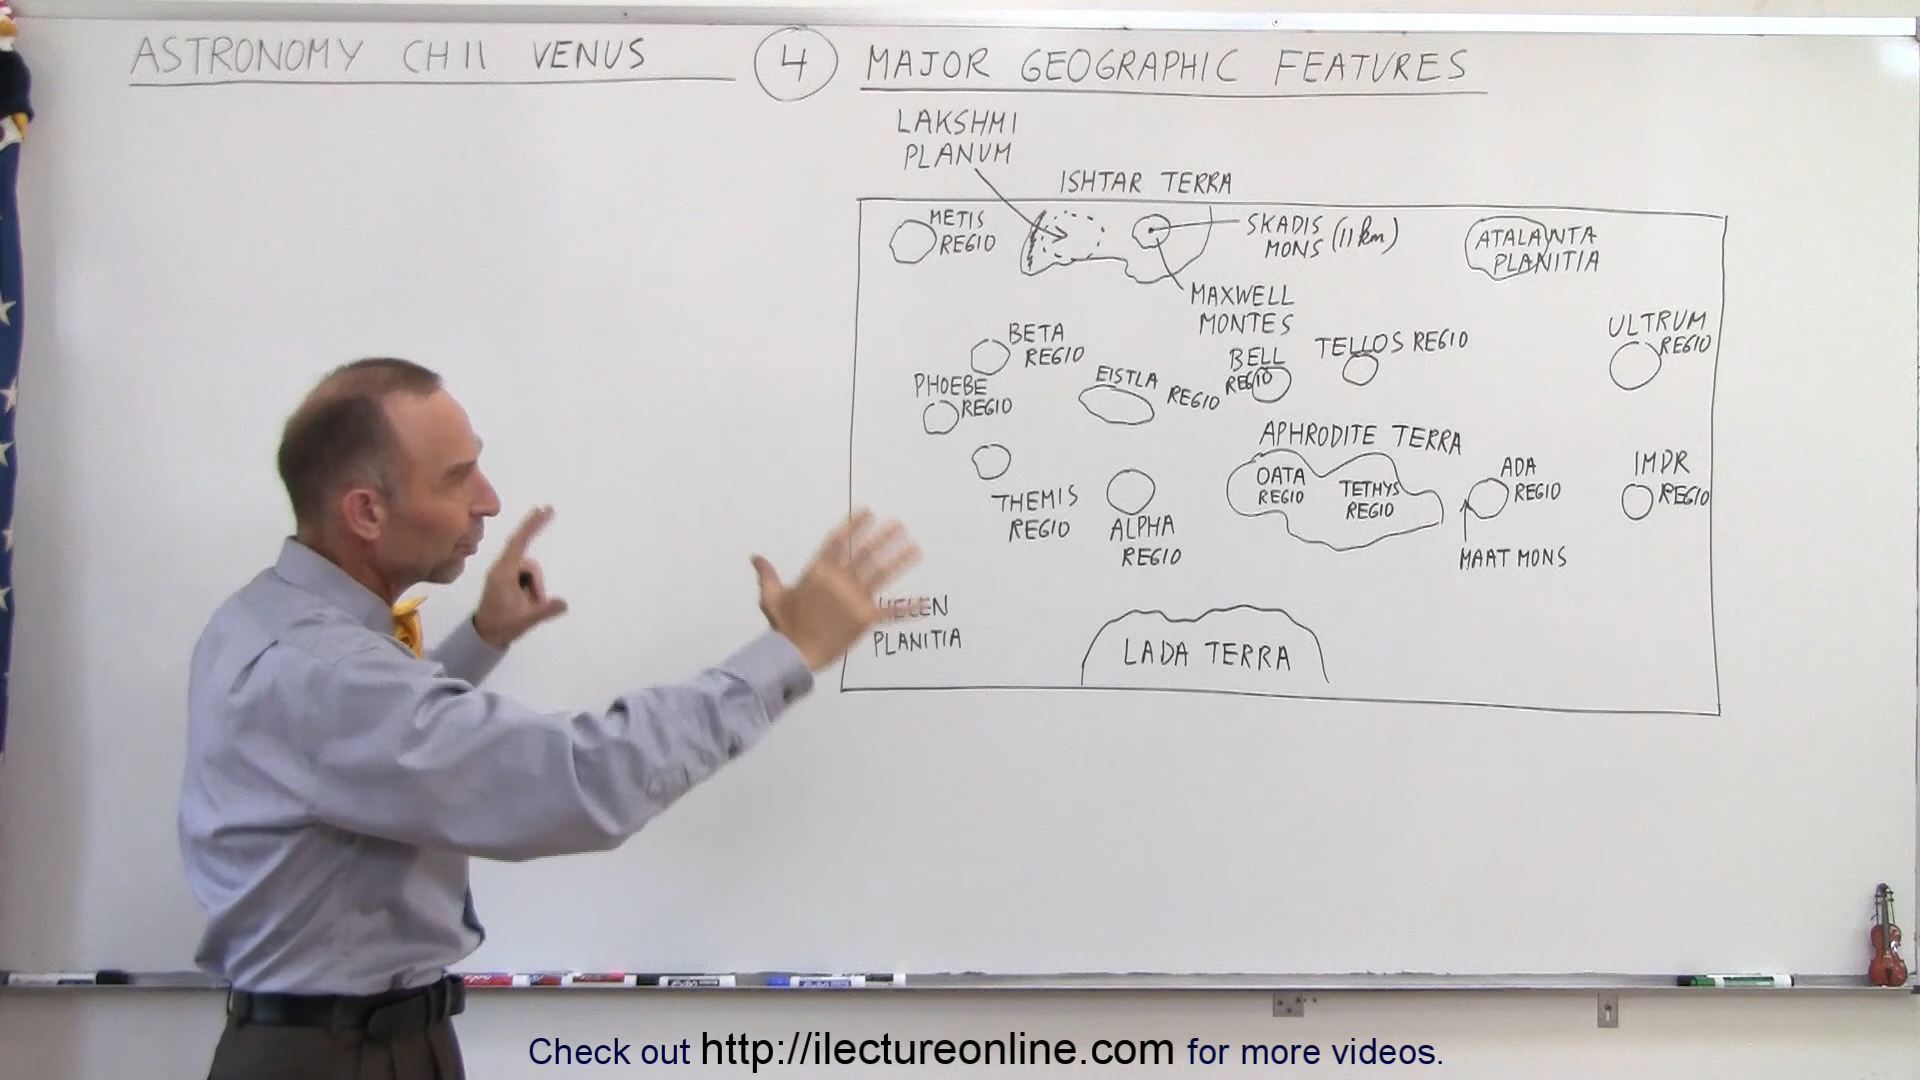 ASTRONOMY CH 11 VENUS
4
MAJOR GEOGRAPHIC FEATURES
LAKSHMI
PLANUM
ISHTAR TERRA
METIS
REGIO
SKADIS
MONS (11 km)
ATALANTA
PLANITIA
MAXWELL
MONTES
BETA
REGIO
BELL
REGIO
TELLOS REGIO
ULTRUM
REGIO
PHOEBE
REGIO
EISTLA
REGIO
APHRODITE TERRA
OATA
REGIO
TETHYS
REGIO
ADA
REGIO
IMDR
REGIO
THEMIS
REGIO
ALPHA
REGIO
MAAT MONS
HELEN
PLANITIA
LADA TERRA
Check out http://ilectureonline.com for more videos.